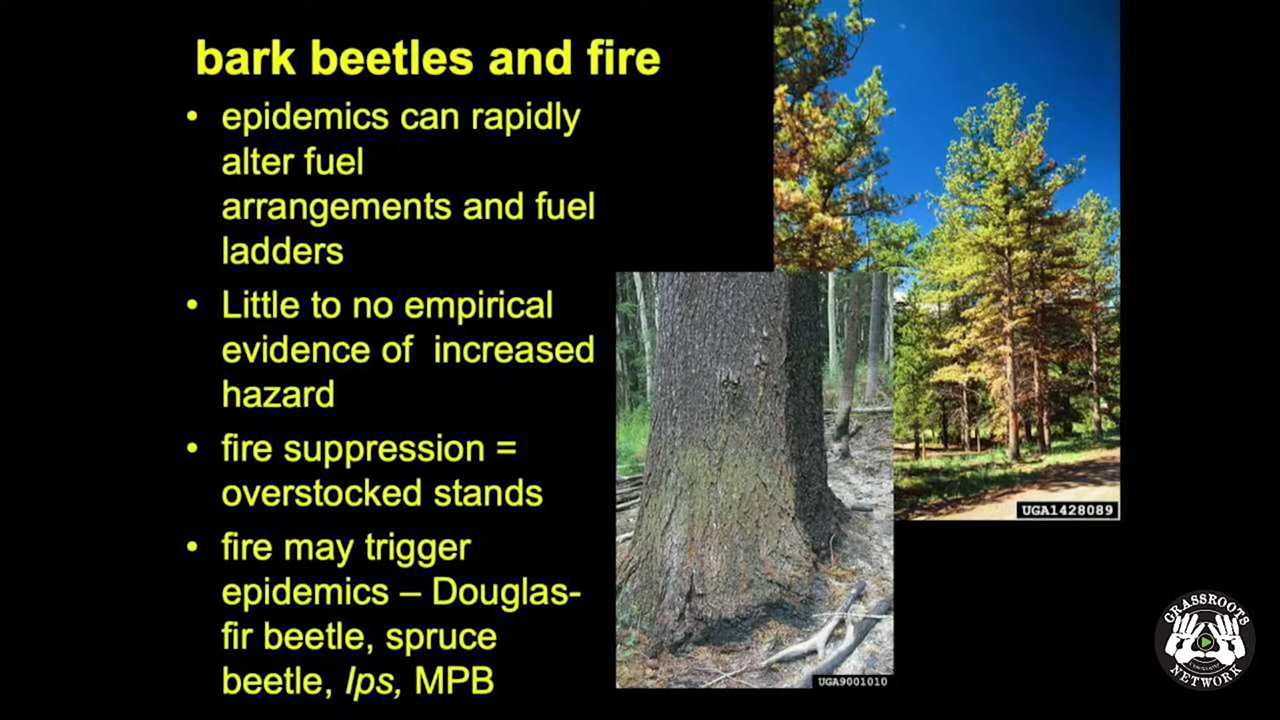 bark beetles and fire
• epidemics can rapidly
alter fuel
arrangements and fuel
ladders
• Little to no empirical
evidence of increased
hazard
• fire suppression =
overstocked stands
• fire may trigger
epidemics – Douglas-
fir beetle, spruce
beetle, Ips, MPB
UGA1428089
UGA9001010
GRASSROOTS
NETWORK